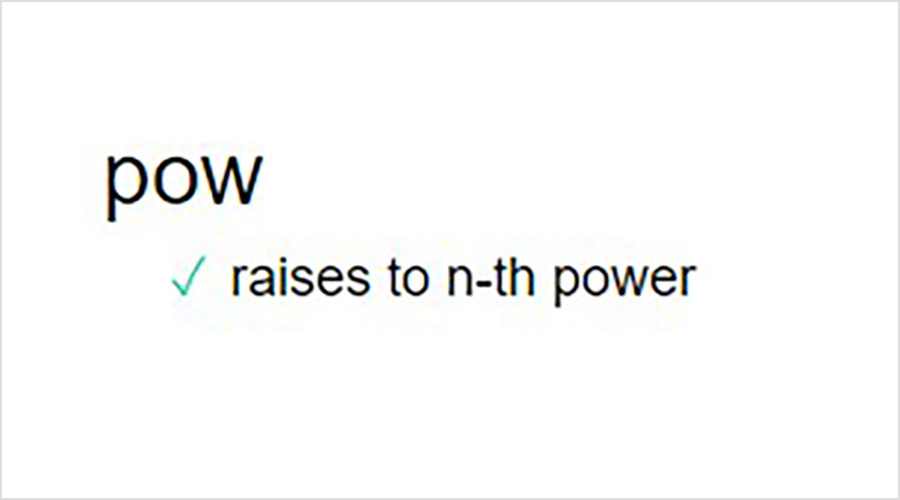 pow
✓ raises to n-th power